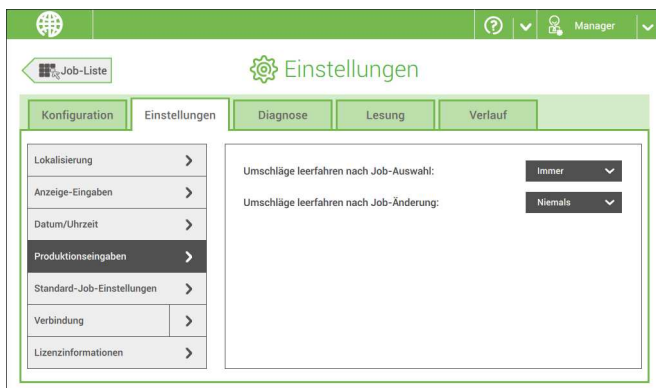 Manager
Job-Liste
Einstellungen
Konfiguration
Einstellungen
Diagnose
Lesung
Verlauf
Lokalisierung
Anzeige-Eingaben
Datum/Uhrzeit
Produktionseingaben
Standard-Job-Einstellungen
Verbindung
Lizenzinformationen
Umschläge leerfahren nach Job-Auswahl:
Immer
Umschläge leerfahren nach Job-Änderung:
Niemals